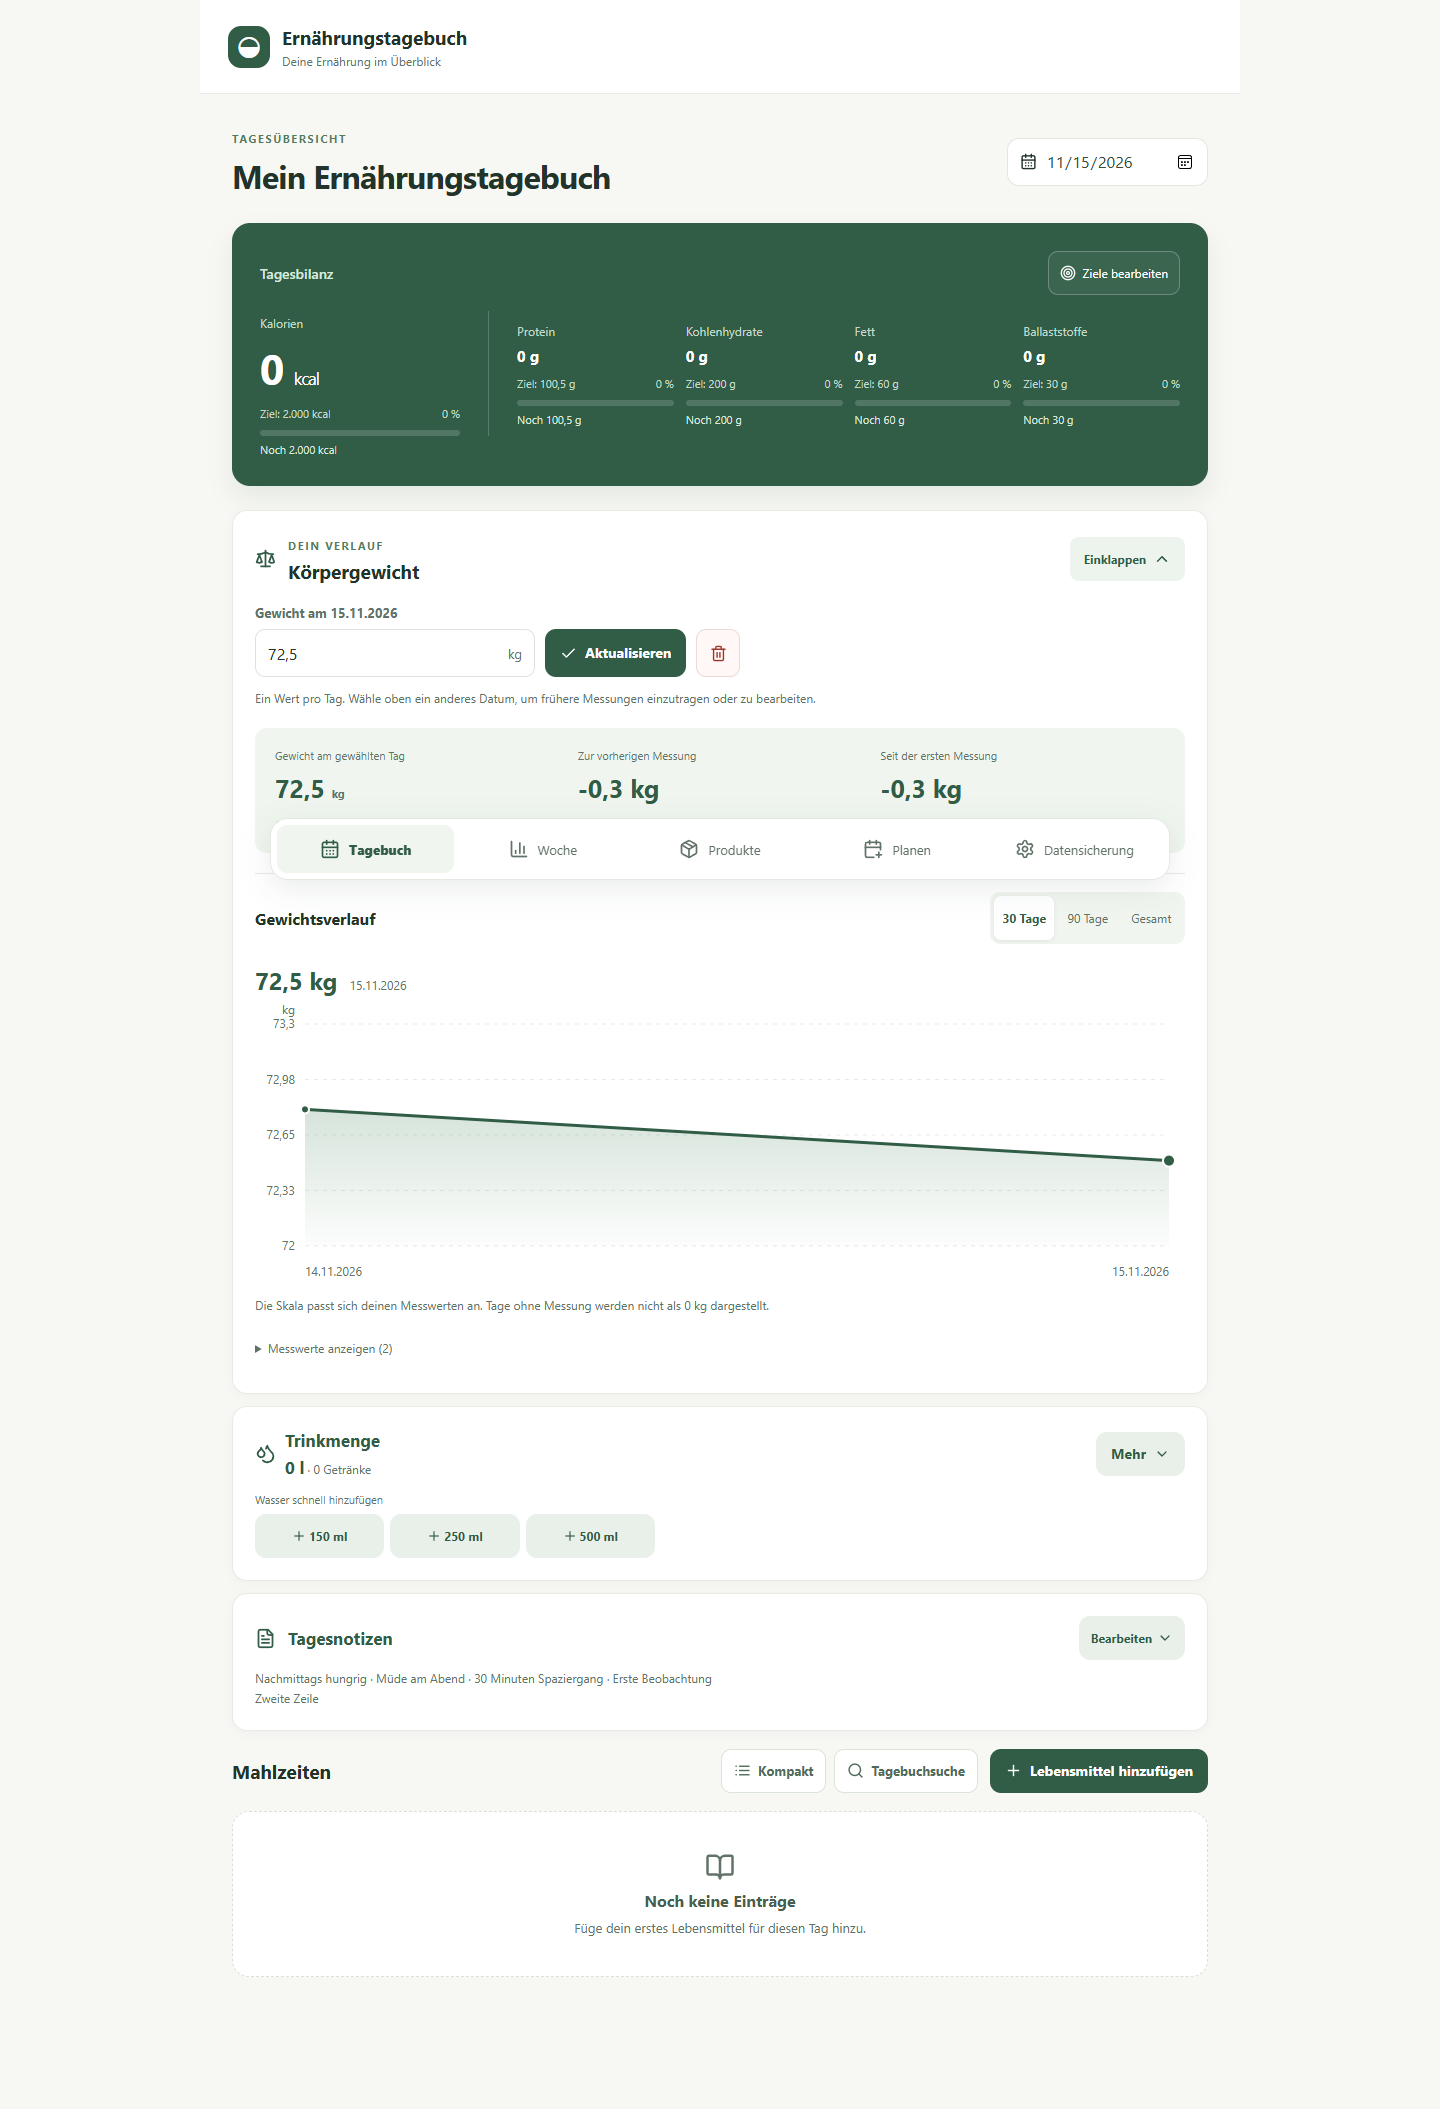 Ernährungstagebuch
Deine Ernährung im Überblick
TAGESÜBERSICHT
Mein Ernährungstagebuch
11/15/2026
Tagesbilanz
Ziele bearbeiten
Kalorien
0 kcal
Ziel: 2.000 kcal 0 %
Noch 2.000 kcal
Protein
0 g
Ziel: 100,5 g 0 %
Noch 100,5 g
Kohlenhydrate
0 g
Ziel: 200 g 0 %
Noch 200 g
Fett
0 g
Ziel: 60 g 0 %
Noch 60 g
Ballaststoffe
0 g
Ziel: 30 g 0 %
Noch 30 g
DEIN VERLAUF
Körpergewicht
Einklappen
Gewicht am 15.11.2026
72,5 kg
Aktualisieren
Ein Wert pro Tag. Wähle oben ein anderes Datum, um frühere Messungen einzutragen oder zu bearbeiten.
Gewicht am gewählten Tag
72,5 kg
Zur vorherigen Messung
-0,3 kg
Seit der ersten Messung
-0,3 kg
Tagebuch
Woche
Produkte
Planen
Datensicherung
Gewichtsverlauf
30 Tage
90 Tage
Gesamt
72,5 kg 15.11.2026
kg
73,3
72,98
72,65
72,33
72
14.11.2026
15.11.2026
Die Skala passt sich deinen Messwerten an. Tage ohne Messung werden nicht als 0 kg dargestellt.
Messwerte anzeigen (2)
Trinkmenge
0 l · 0 Getränke
Mehr
Wasser schnell hinzufügen
+ 150 ml
+ 250 ml
+ 500 ml
Tagesnotizen
Bearbeiten
Nachmittags hungrig · Müde am Abend · 30 Minuten Spaziergang · Erste Beobachtung
Zweite Zeile
Mahlzeiten
Kompakt
Tagebuchsuche
+ Lebensmittel hinzufügen
Noch keine Einträge
Füge dein erstes Lebensmittel für diesen Tag hinzu.